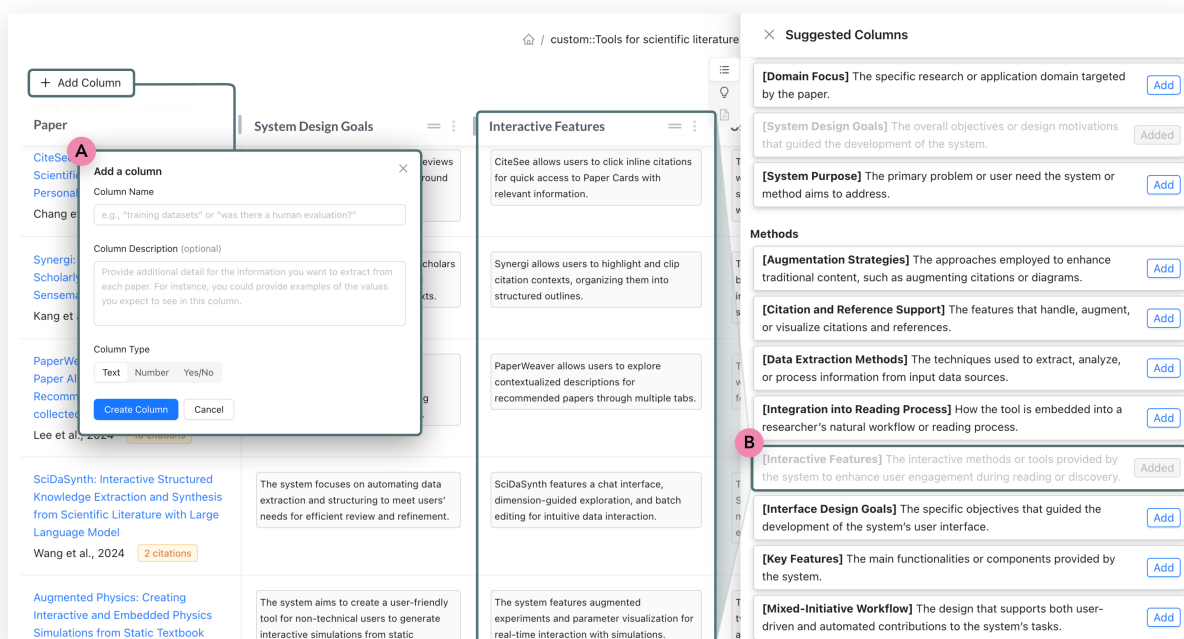 / custom::Tools for scientific literature
+ Add Column
Paper
System Design Goals
Interactive Features
A
Add a column
Column Name
e.g., "training datasets" or "was there a human evaluation?"
Column Description (optional)
Provide additional detail for the information you want to extract from
each paper. For instance, you could provide examples of the values
you expect to see in this column.
Column Type
Text Number Yes/No
Create Column Cancel
CiteSee allows users to click inline citations
for quick access to Paper Cards with
relevant information.
Synergi:
Kang et
Synergi allows users to highlight and clip
citation contexts, organizing them into
structured outlines.
Paper
collected
Lee et al., 2024
PaperWeaver allows users to explore
contextualized descriptions for
recommended papers through multiple tabs.
SciDaSynth: Interactive Structured
Knowledge Extraction and Synthesis
from Scientific Literature with Large
Language Model
Wang et al., 2024 2 citations
The system focuses on automating data
extraction and structuring to meet users'
needs for efficient review and refinement.
SciDaSynth features a chat interface,
dimension-guided exploration, and batch
editing for intuitive data interaction.
Augmented Physics: Creating
Interactive and Embedded Physics
Simulations from Static Textbook
The system aims to create a user-friendly
tool for non-technical users to generate
interactive simulations from static
The system features augmented
experiments and parameter visualization for
real-time interaction with simulations.
Suggested Columns
[Domain Focus] The specific research or application domain targeted
by the paper.
Add
[System Design Goals] The overall objectives or design motivations
that guided the development of the system.
Added
[System Purpose] The primary problem or user need the system or
method aims to address.
Add
Methods
[Augmentation Strategies] The approaches employed to enhance
traditional content, such as augmenting citations or diagrams.
Add
[Citation and Reference Support] The features that handle, augment,
or visualize citations and references.
Add
[Data Extraction Methods] The techniques used to extract, analyze,
or process information from input data sources.
Add
[Integration into Reading Process] How the tool is embedded into a
researcher's natural workflow or reading process.
Add
B
[Interactive Features] The interactive methods or tools provided by
the system to enhance user engagement during reading or discovery.
Added
[Interface Design Goals] The specific objectives that guided the
development of the system's user interface.
Add
[Key Features] The main functionalities or components provided by
the system.
Add
[Mixed-Initiative Workflow] The design that supports both user-
driven and automated contributions to the system's tasks.
Add